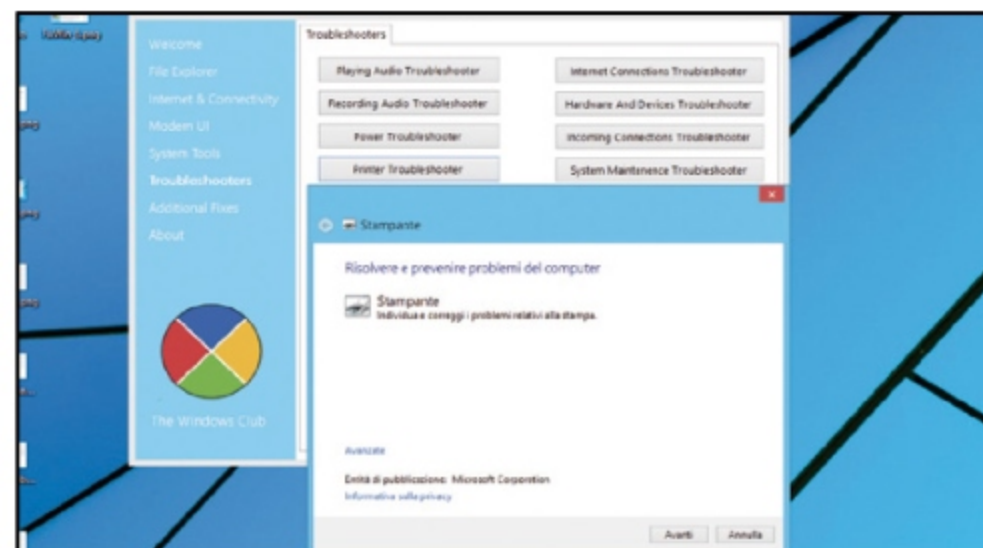 Welcome
File Explorer
Internet & Connectivity
Modern UI
System Tools
Troubleshooters
Additional Fixes
About
The Windows Club
Troubleshooters
Playing Audio Troubleshooter
Internet Connections Troubleshooter
Recording Audio Troubleshooter
Hardware And Devices Troubleshooter
Power Troubleshooter
Incoming Connections Troubleshooter
Printer Troubleshooter
System Maintenence Troubleshooter
Stampante
Risolvere e prevenire problemi del computer
Stampante
Individua e correggi i problemi relativi alla stampa.
Avanzate
Entità di pubblicazione: Microsoft Corporation
Informativa sulla privacy
Avanti
Annulla